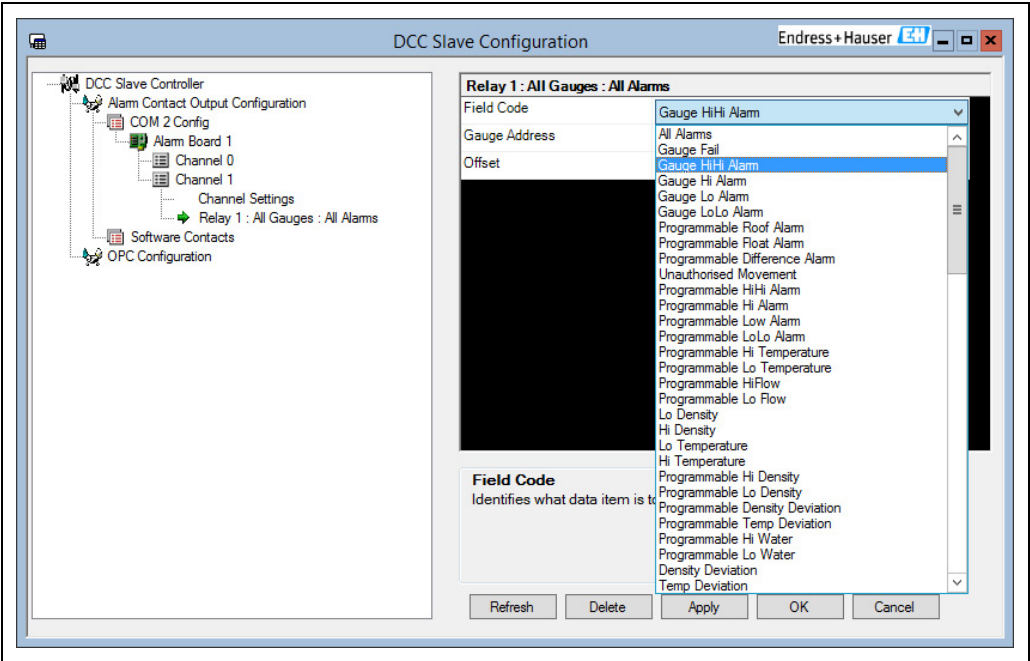 DCC Slave Configuration
Endress+Hauser EH
DCC Slave Controller
Alarm Contact Output Configuration
COM 2 Config
Alarm Board 1
Channel 0
Channel 1
Channel Settings
Relay 1 : All Gauges : All Alarms
Software Contacts
OPC Configuration
Relay 1 : All Gauges : All Alarms
Field Code
Gauge HiHi Alarm
Gauge Address
Offset
All Alarms
Gauge Fail
Gauge HiHi Alarm
Gauge Hi Alarm
Gauge Lo Alarm
Gauge LoLo Alarm
Programmable Roof Alarm
Programmable Float Alarm
Programmable Difference Alarm
Unauthorised Movement
Programmable HiHi Alarm
Programmable Hi Alarm
Programmable Low Alarm
Programmable LoLo Alarm
Programmable Hi Temperature
Programmable Lo Temperature
Programmable HiFlow
Programmable Lo Flow
Lo Density
Hi Density
Lo Temperature
Hi Temperature
Programmable Hi Density
Programmable Lo Density
Programmable Density Deviation
Programmable Temp Deviation
Programmable Hi Water
Programmable Lo Water
Density Deviation
Temp Deviation
Field Code
Identifies what data item is to
Refresh
Delete
Apply
OK
Cancel